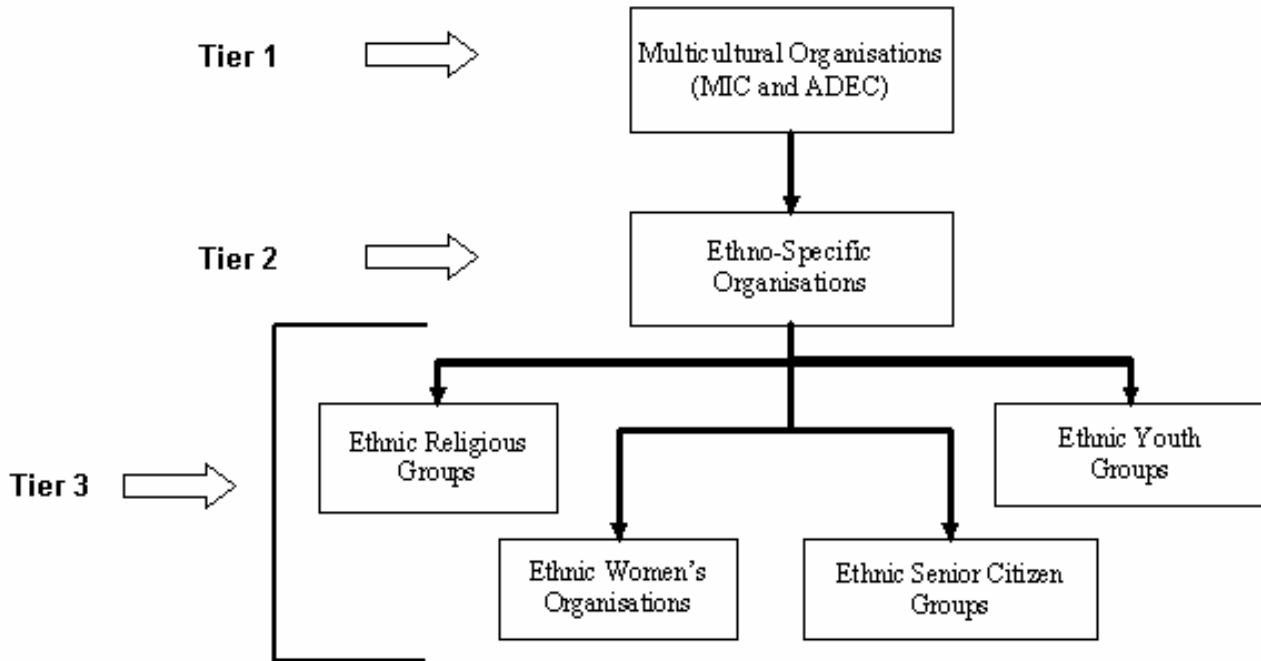 Tier 1
Multicultural Organisations
(MIC and ADEC)
Tier 2
Ethno-Specific
Organisations
Tier 3
Ethnic Religious
Groups
Ethnic Youth
Groups
Ethnic Women's
Organisations
Ethnic Senior Citizen
Groups